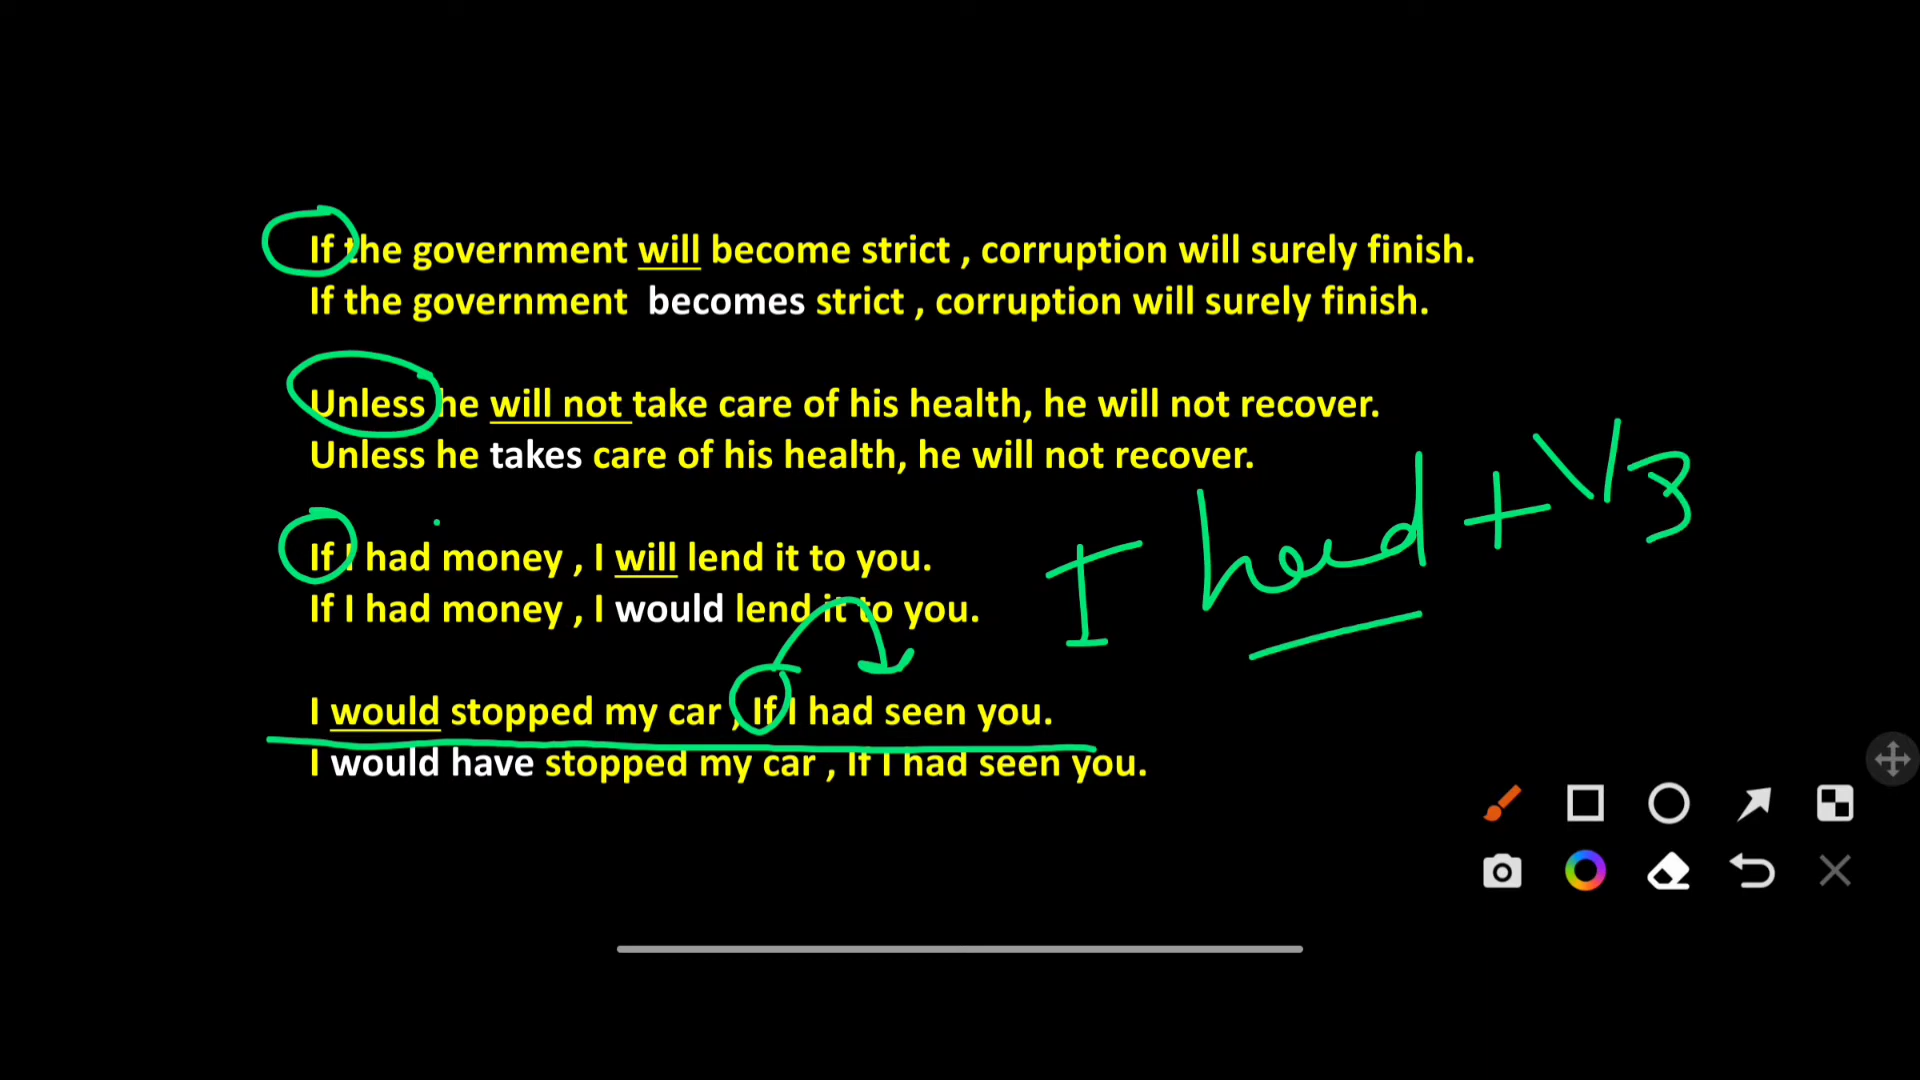 If the government will become strict , corruption will surely finish.
If the government becomes strict , corruption will surely finish.
Unless he will not take care of his health, he will not recover.
Unless he takes care of his health, he will not recover.
If I had money , I will lend it to you.
If I had money , I would lend it to you.
I had + V3
I would stopped my car , If I had seen you.
I would have stopped my car , If I had seen you.